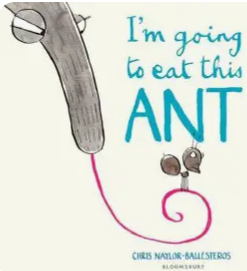 I'm going
to eat this
ANT
CHRIS NAYLOR-BALLESTEROS
BLOOMSBURY